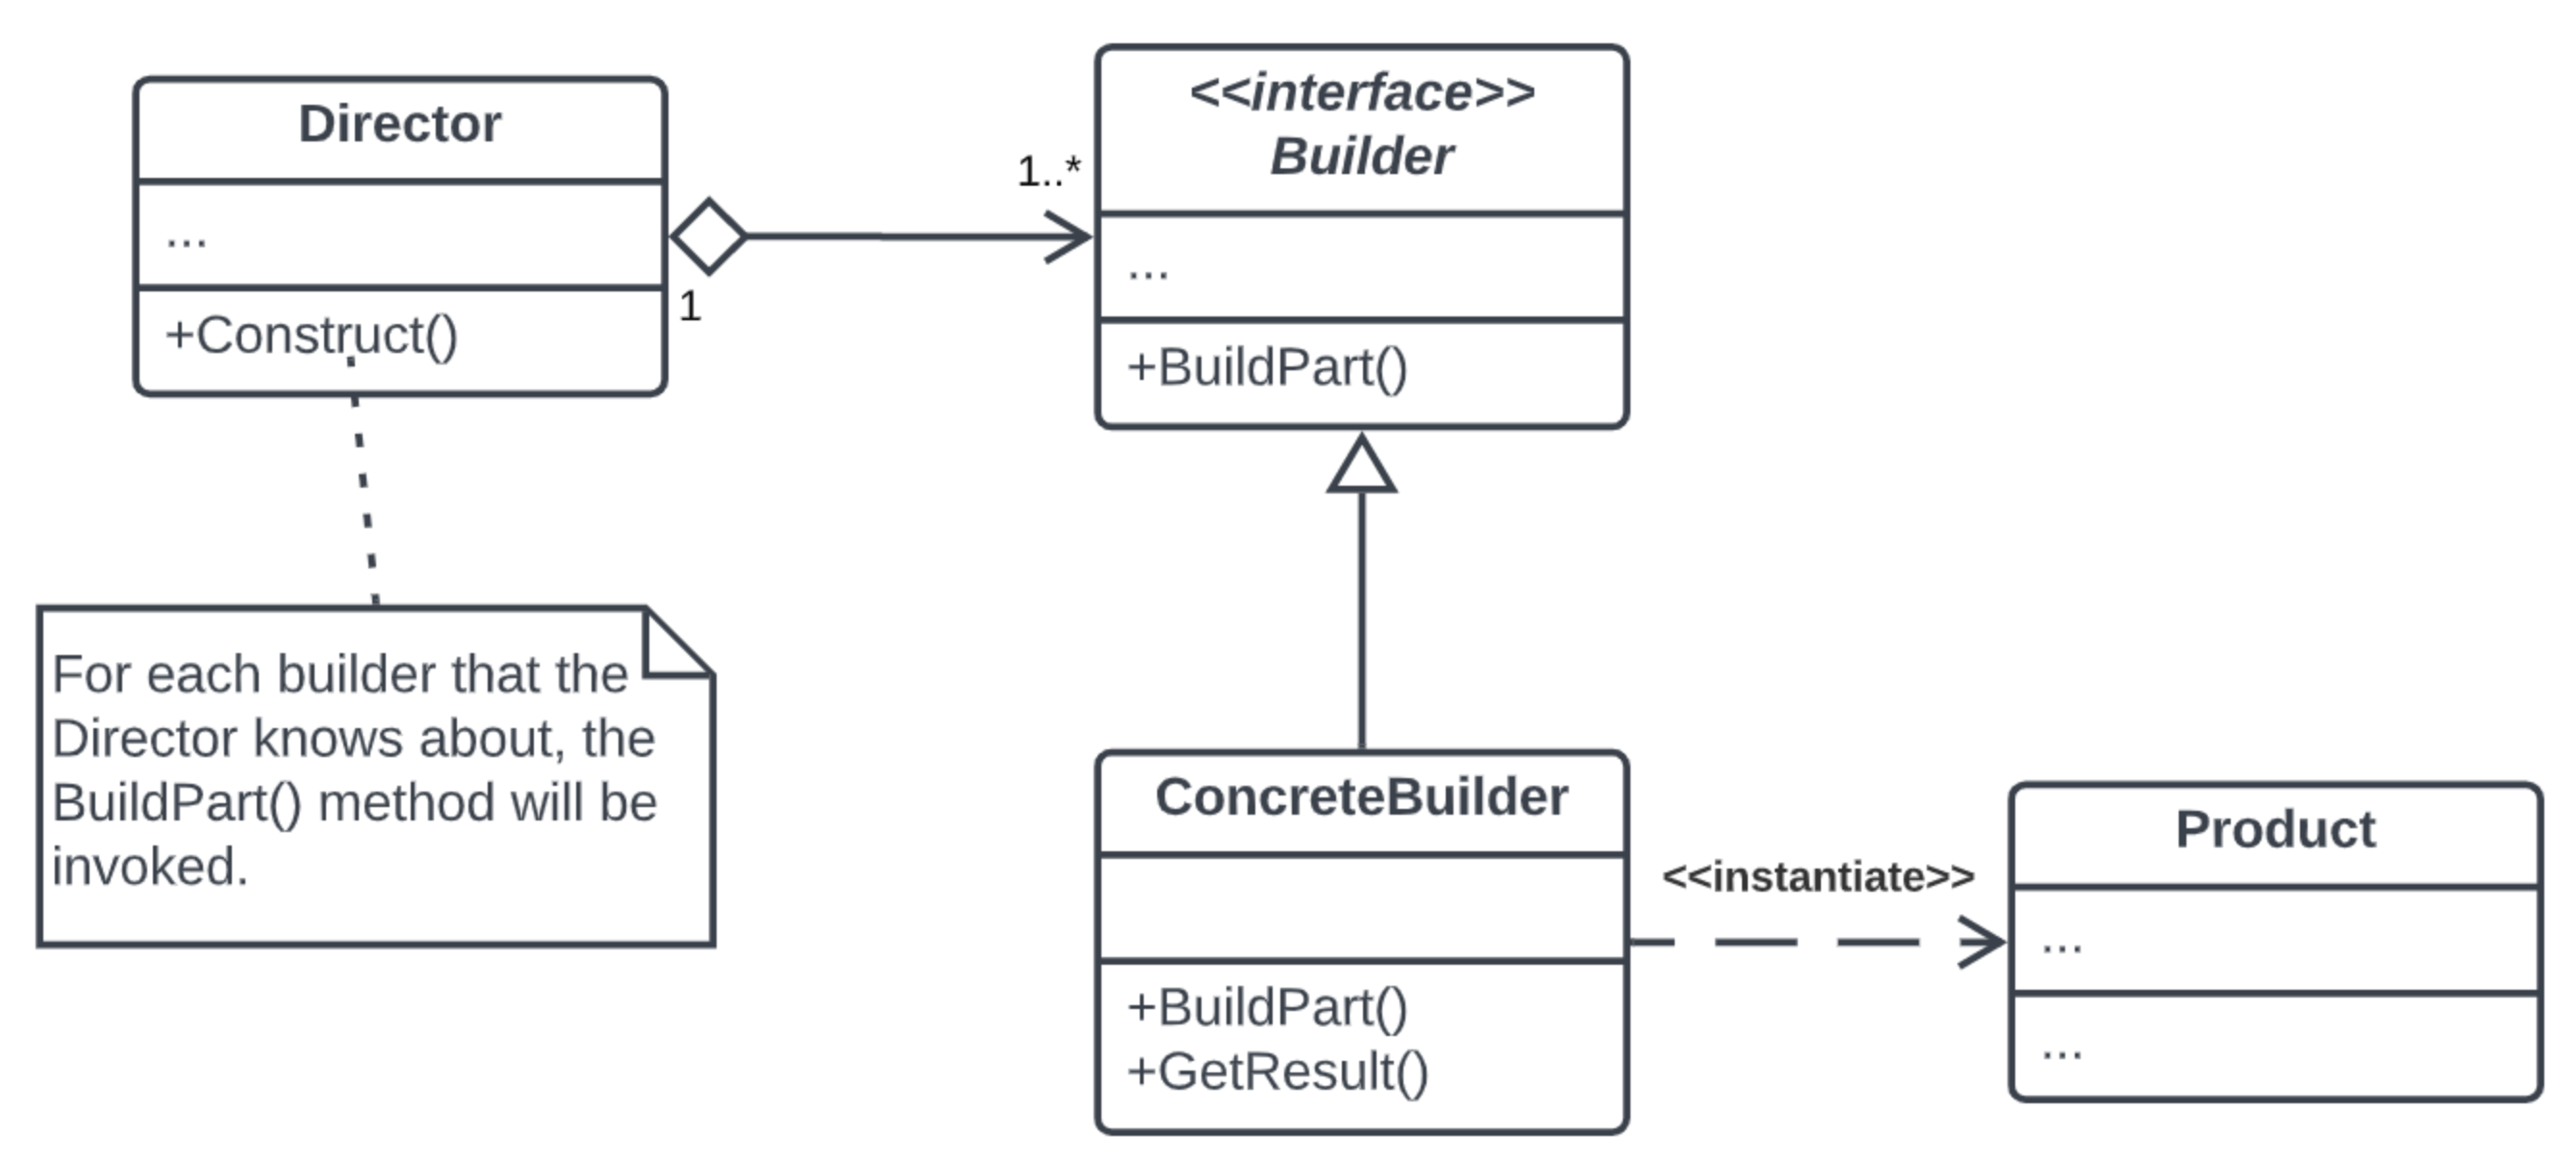 Director
...
+Construct()
1
1..*
<<interface>>
Builder
...
+BuildPart()
For each builder that the
Director knows about, the
BuildPart() method will be
invoked.
ConcreteBuilder
+BuildPart()
+GetResult()
<<instantiate>>
Product
...
...